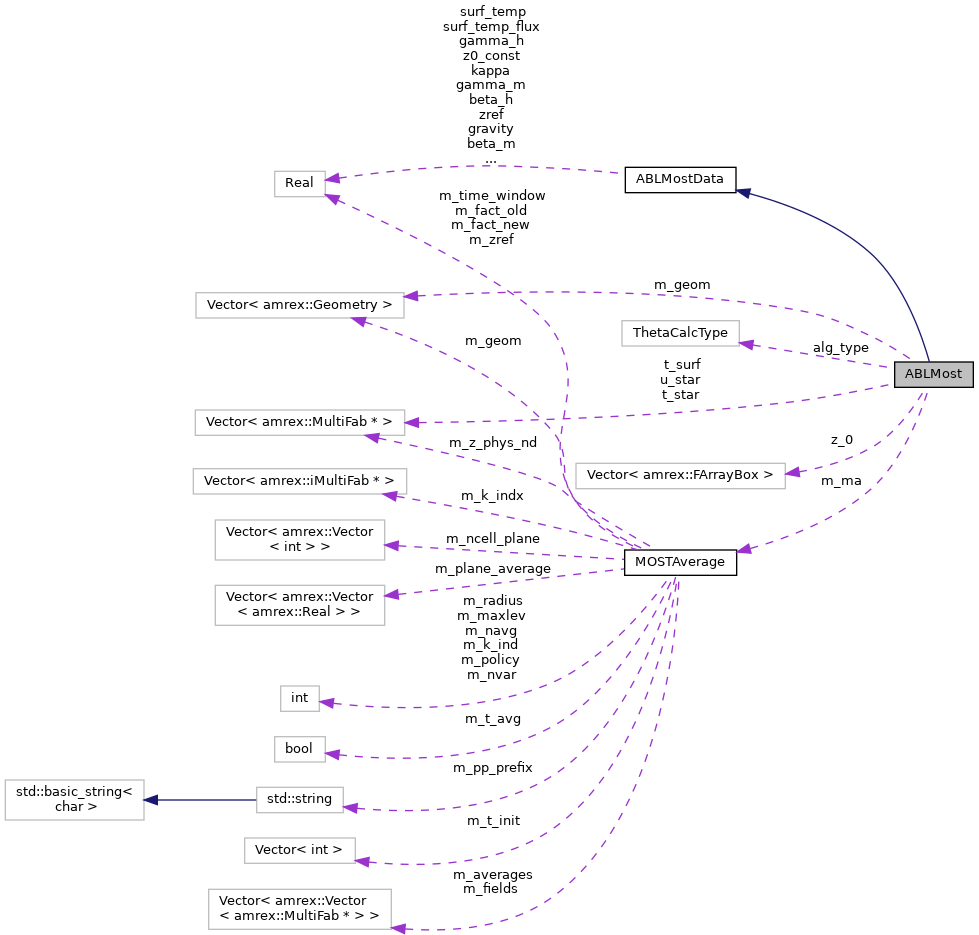 surf_temp
surf_temp_flux
gamma_h
z0_const
kappa
gamma_m
beta_h
zref
gravity
beta_m
...
Real
ABLMostData
m_time_window
m_fact_old
m_fact_new
m_zref
m_geom
Vector< amrex::Geometry >
ThetaCalcType
m_geom
alg_type
ABLMost
t_surf
u_star
t_star
Vector< amrex::MultiFab * >
m_z_phys_nd
z_0
Vector< amrex::iMultiFab * >
Vector< amrex::FArrayBox >
m_k_indx
m_ma
Vector< amrex::Vector
< int > >
m_ncell_plane
MOSTAverage
m_plane_average
Vector< amrex::Vector
< amrex::Real > >
m_radius
m_maxlev
m_navg
m_k_ind
m_policy
m_nvar
int
m_t_avg
bool
m_pp_prefix
std::basic_string<
char >
std::string
m_t_init
Vector< int >
m_averages
m_fields
Vector< amrex::Vector
< amrex::MultiFab * > >